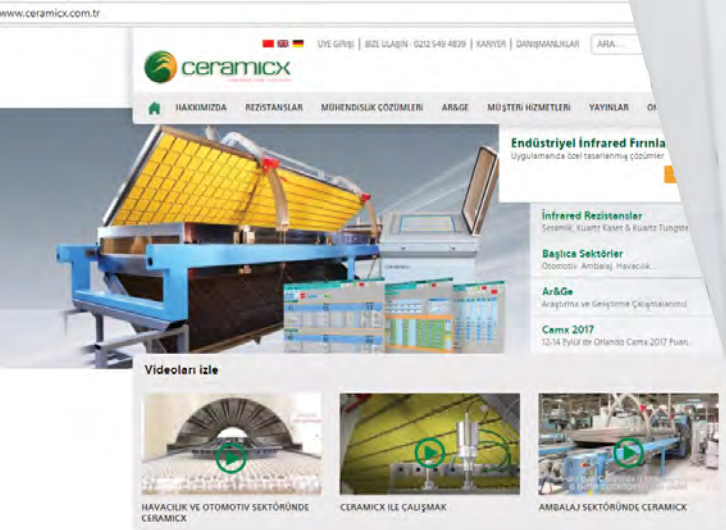 www.ceramicx.com.tr
ÜYE GİRİŞİ | BİZE ULAŞIN - 0212 549 4839 | KARİYER | DANIŞMANLIKLAR
ARA...
ceramicx
HAKKIMIZDA
REZİSTANSLAR
MÜHENDİSLİK ÇÖZÜMLERİ
AR&GE
MÜŞTERİ HİZMETLERİ
YAYINLAR
Endüstriyel İnfrared Fırınla
Uygulamanıza özel tasarlanmış çözümler
İnfrared Rezistanslar
Seramik, Kuartz Kaset & Kuartz Tungste
Başlıca Sektörler
Otomotiv, Ambalaj, Havacılık...
Ar&Ge
Araştırma ve Geliştirme Çalışmalarımız
Camx 2017
12-14 Eylül'de Orlando Camx 2017 Fuarı..
Videoları izle
HAVACILIK VE OTOMOTIV SEKTÖRÜNDE
CERAMICX
CERAMICX ILE ÇALIŞMAK
AMBALAJ SEKTÖRÜNDE CERAMICX